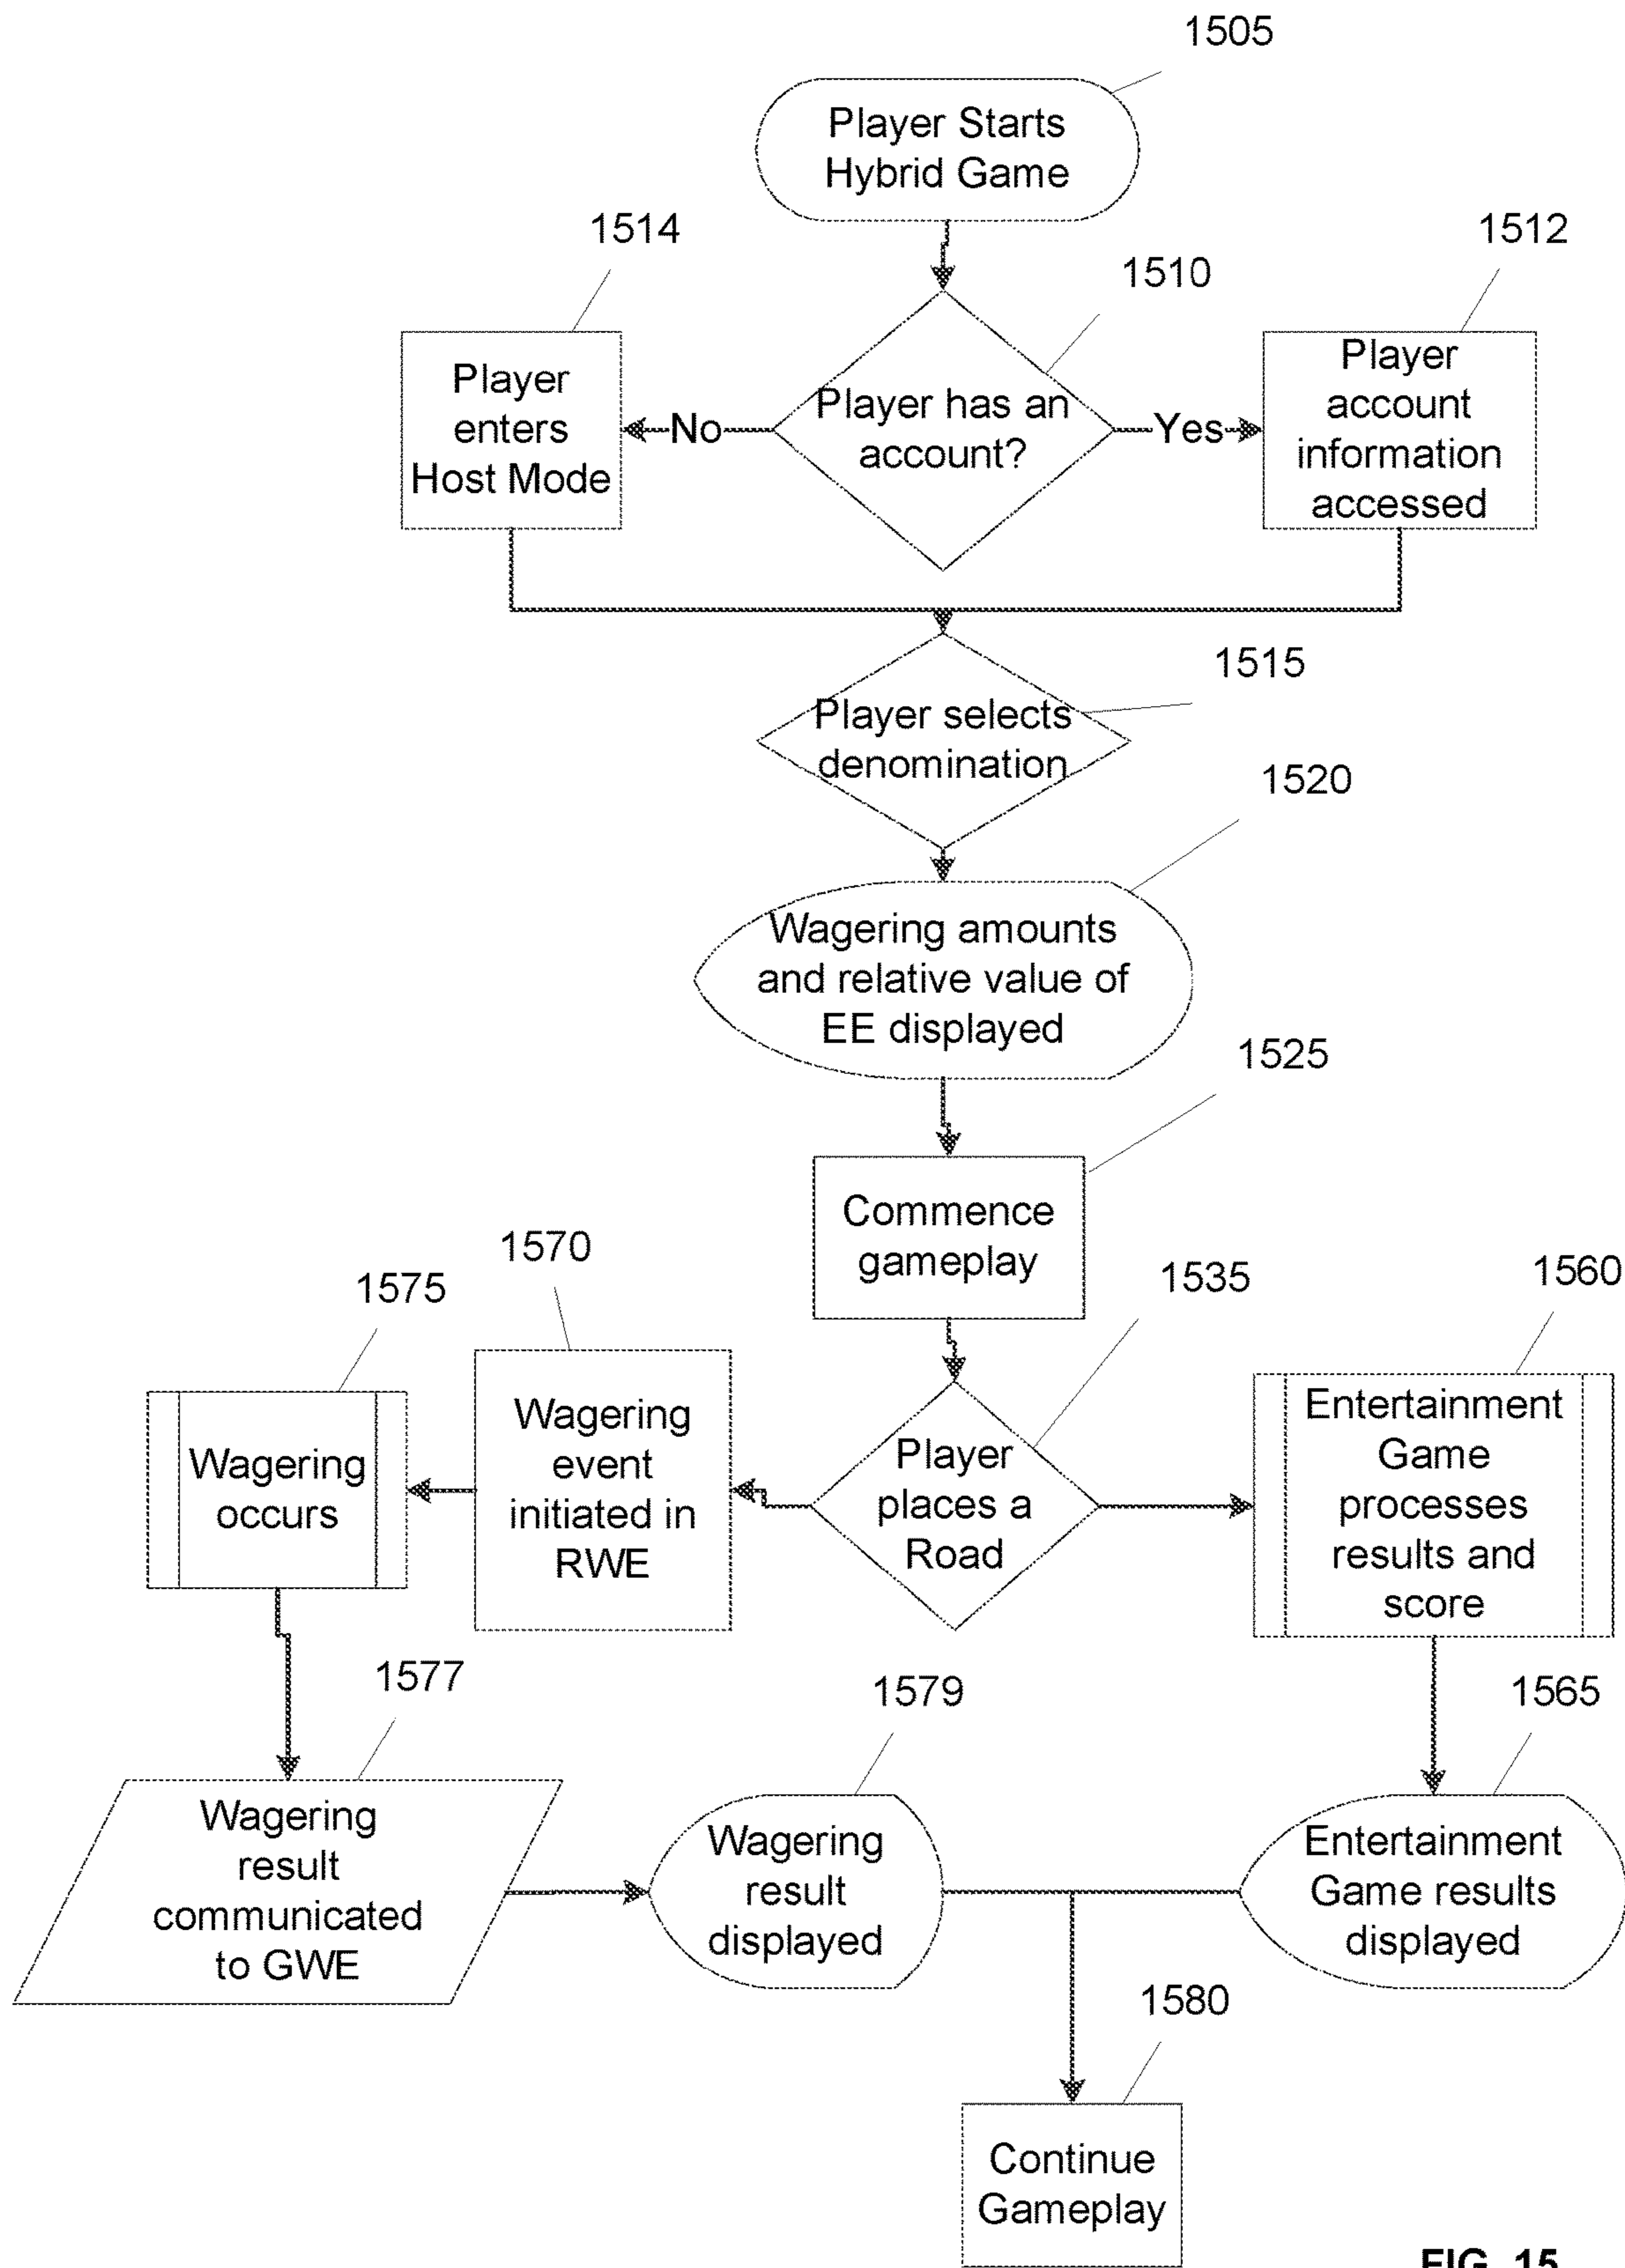 1505
Player Starts
Hybrid Game
1514
1512
1510
Player
enters
Host Mode
No
Player has an
account?
Yes
Player
account
information
accessed
1515
Player selects
denomination
1520
Wagering amounts
and relative value of
EE displayed
1525
Commence
gameplay
1570
1575
1535
1560
Wagering
occurs
Wagering
event
initiated in
RWE
Player
places a
Road
Entertainment
Game
processes
results and
score
1577
1579
1565
Wagering
result
communicated
to GWE
Wagering
result
displayed
Entertainment
Game results
displayed
1580
Continue
Gameplay
FIG. 15